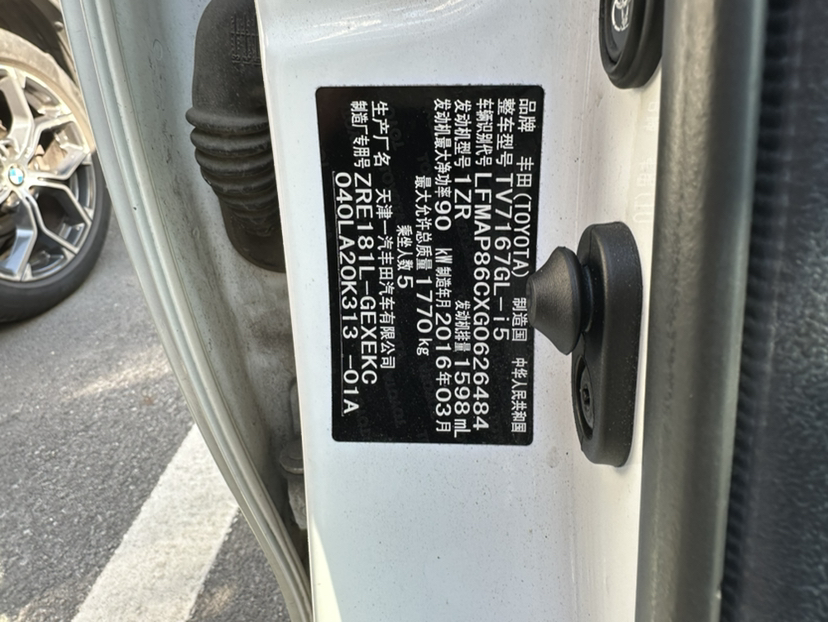 品牌 丰田(TOYOTA) 制造国 中华人民共和国
整车型号 TV7167GL-i5
车辆识别代号 LFMAP86CXG0626484
发动机型号 1ZR 发动机排量 1598 mL
发动机最大净功率 90 kW 制造年月 2016年03月
最大允许总质量 1770 kg
乘坐人数 5
生产厂名 天津一汽丰田汽车有限公司
制造厂专用号 ZRE181L-GEXEKC
040LA20K313 -01A